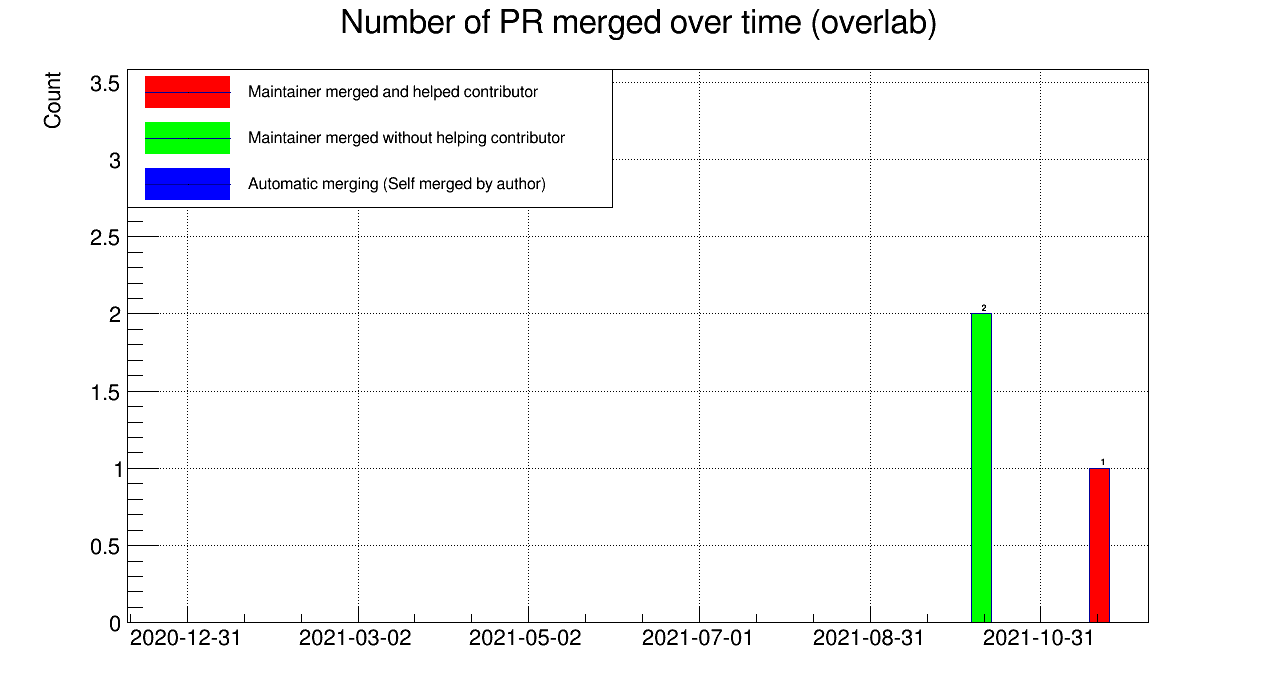 Number of PR merged over time (overlab)
Count
3.5
Maintainer merged and helped contributor
Maintainer merged without helping contributor
3
Automatic merging (Self merged by author)
2.5
2
2
1.5
1
1
0.5
0
2020-12-31 2021-03-02 2021-05-02 2021-07-01 2021-08-31 2021-10-31